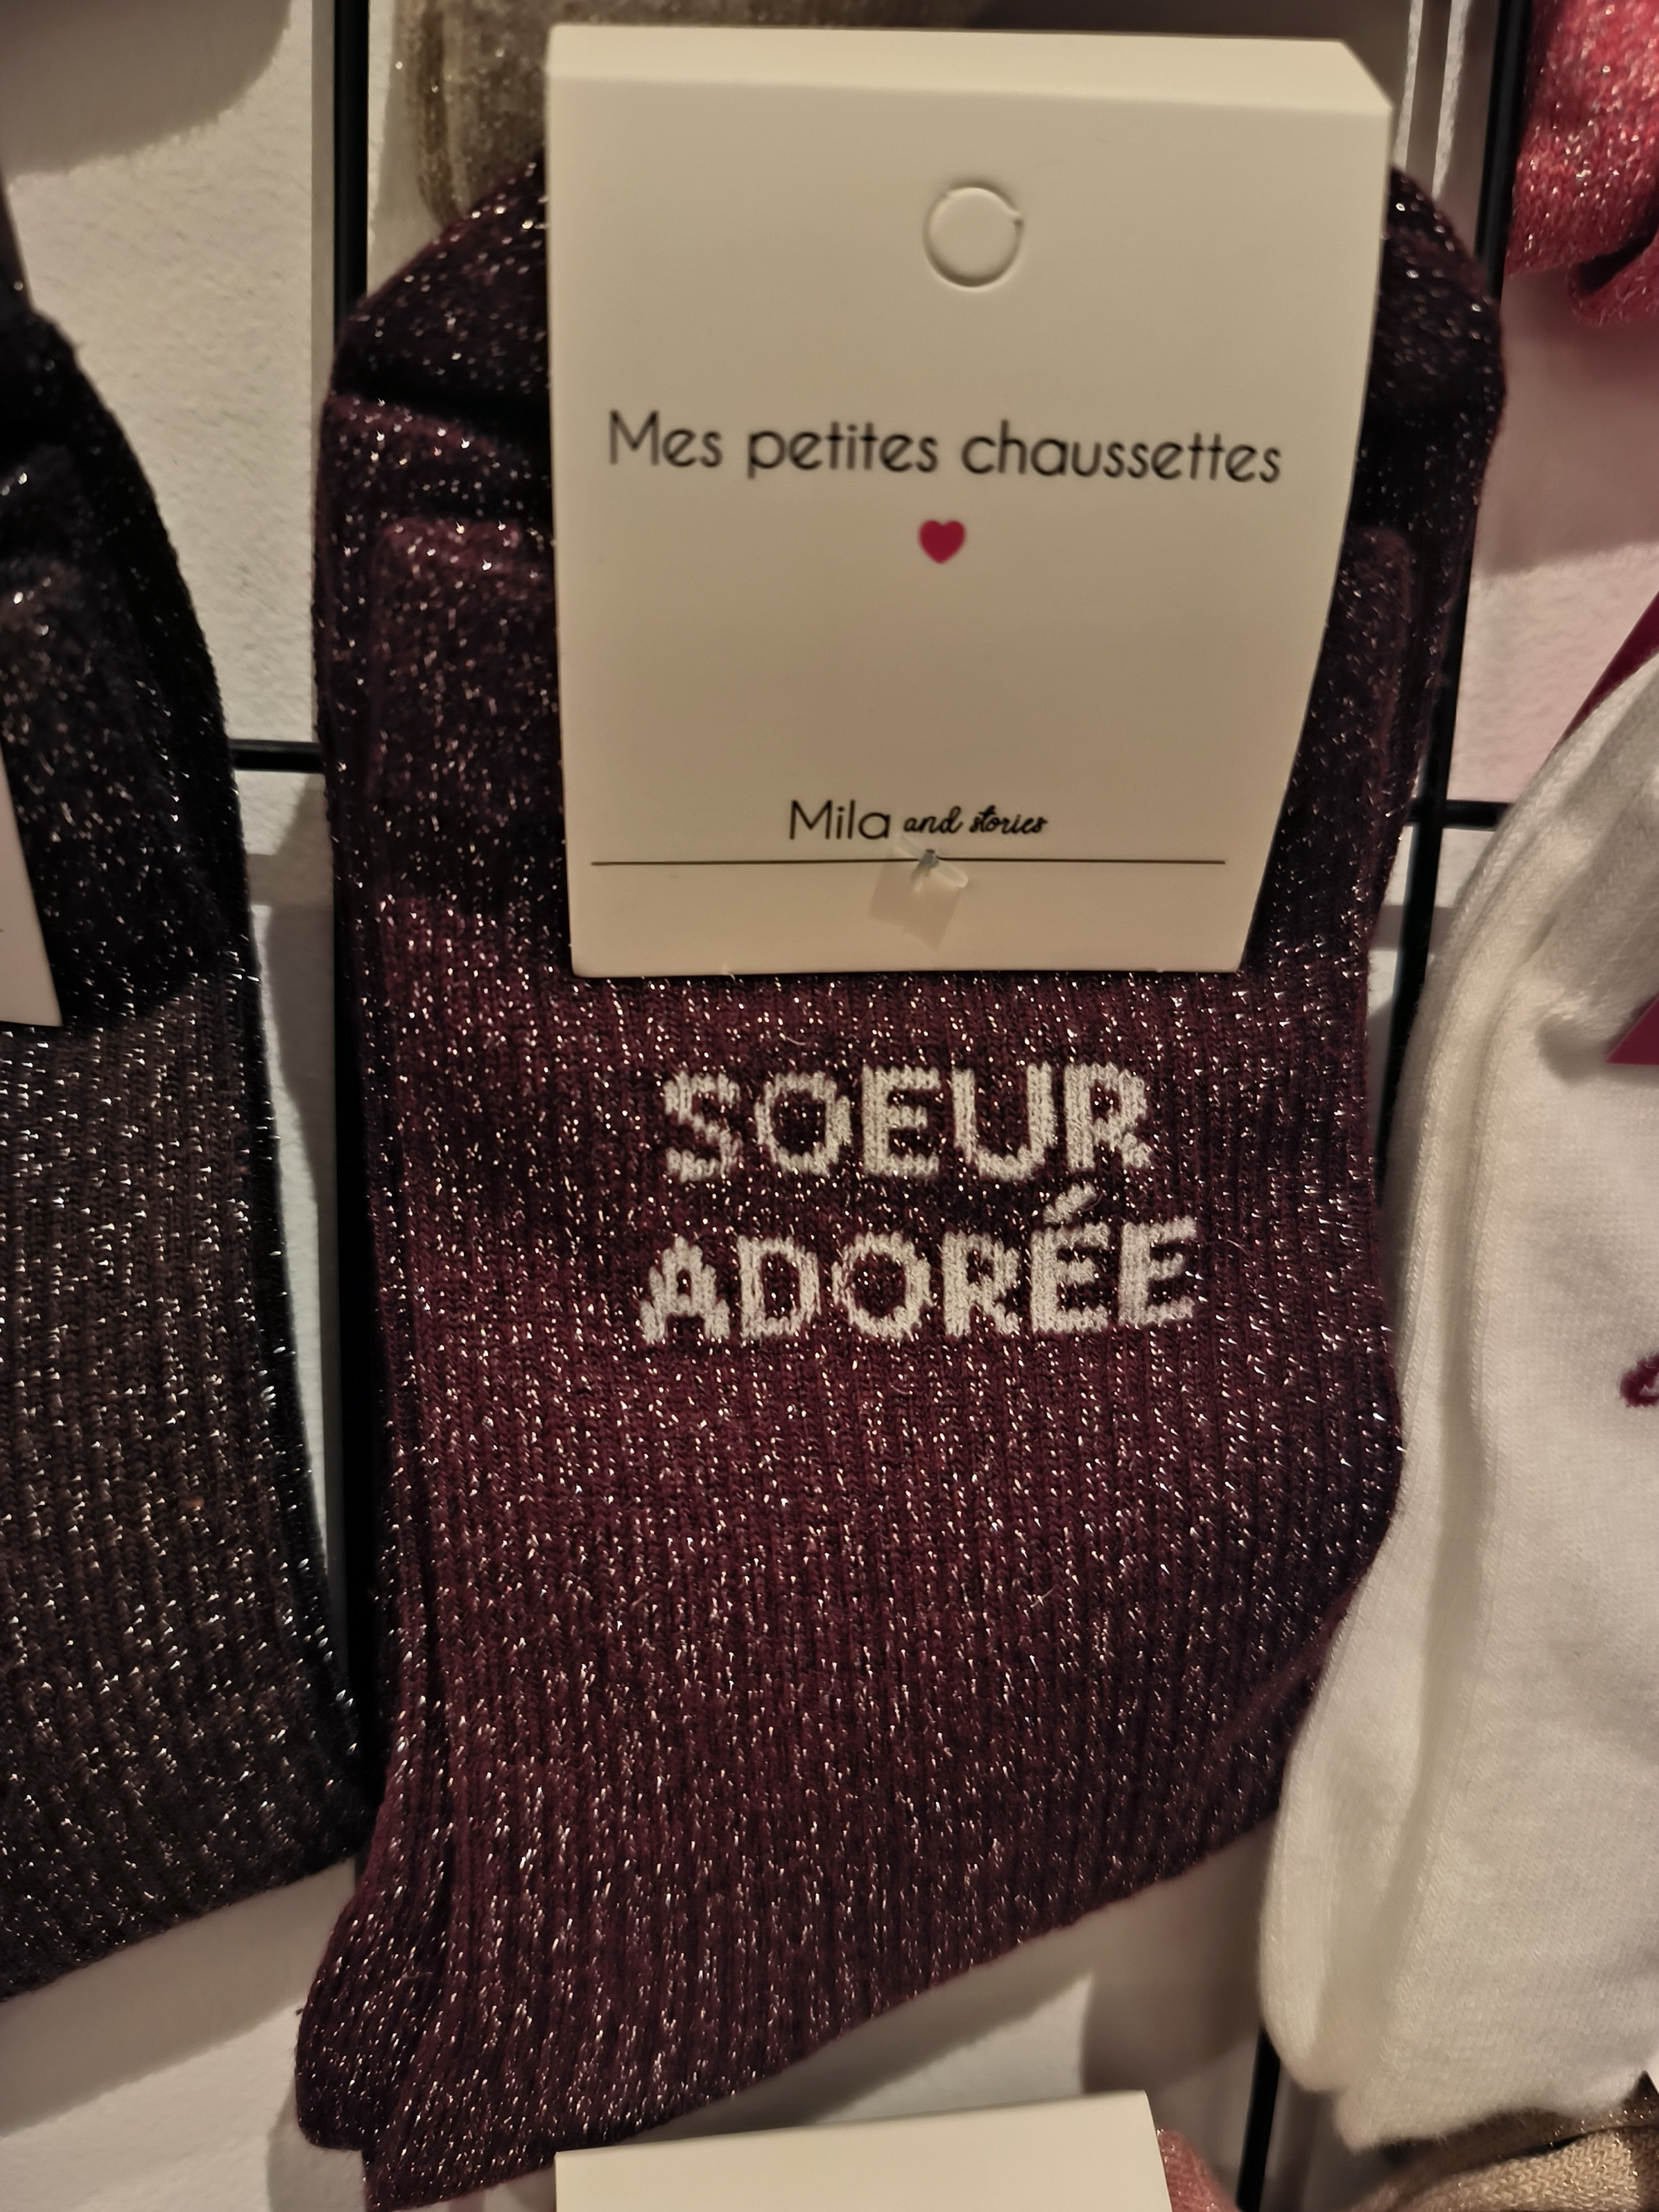 Mes petites chaussettes
Mila and stories
SOEUR
ADORÉE